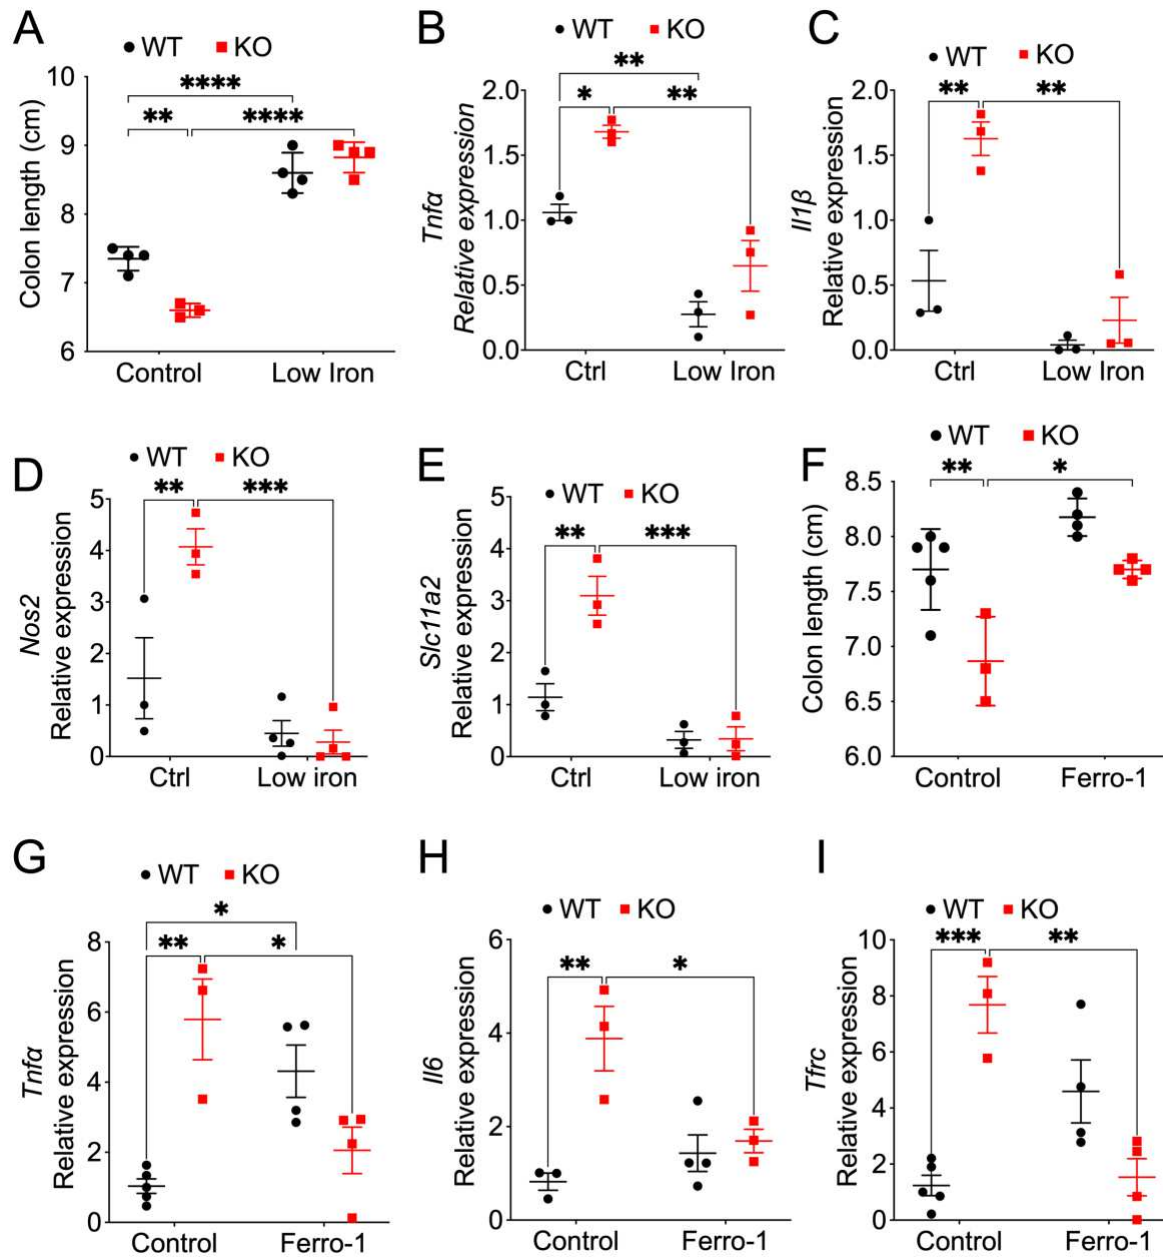 A
WT KO
****
** ****
Colon length (cm)
10
9
8
7
6
Control Low Iron
B
WT KO
**
* **
Tnfα
Relative expression
2.0
1.5
1.0
0.5
0.0
Ctrl Low Iron
C
WT KO
** **
Il1β
Relative expression
2.0
1.5
1.0
0.5
0.0
Ctrl Low Iron
D
WT KO
** ***
Nos2
Relative expression
5
4
3
2
1
0
Ctrl Low iron
E
WT KO
** ***
Slc11a2
Relative expression
5
4
3
2
1
0
Ctrl Low iron
F
WT KO
** *
Colon length (cm)
8.5
8.0
7.5
7.0
6.5
6.0
Control Ferro-1
G
WT KO
*
** *
Tnfα
Relative expression
8
6
4
2
0
Control Ferro-1
H
WT KO
** *
Il6
Relative expression
6
4
2
0
Control Ferro-1
I
WT KO
*** **
Tfrc
Relative expression
10
8
6
4
2
0
Control Ferro-1